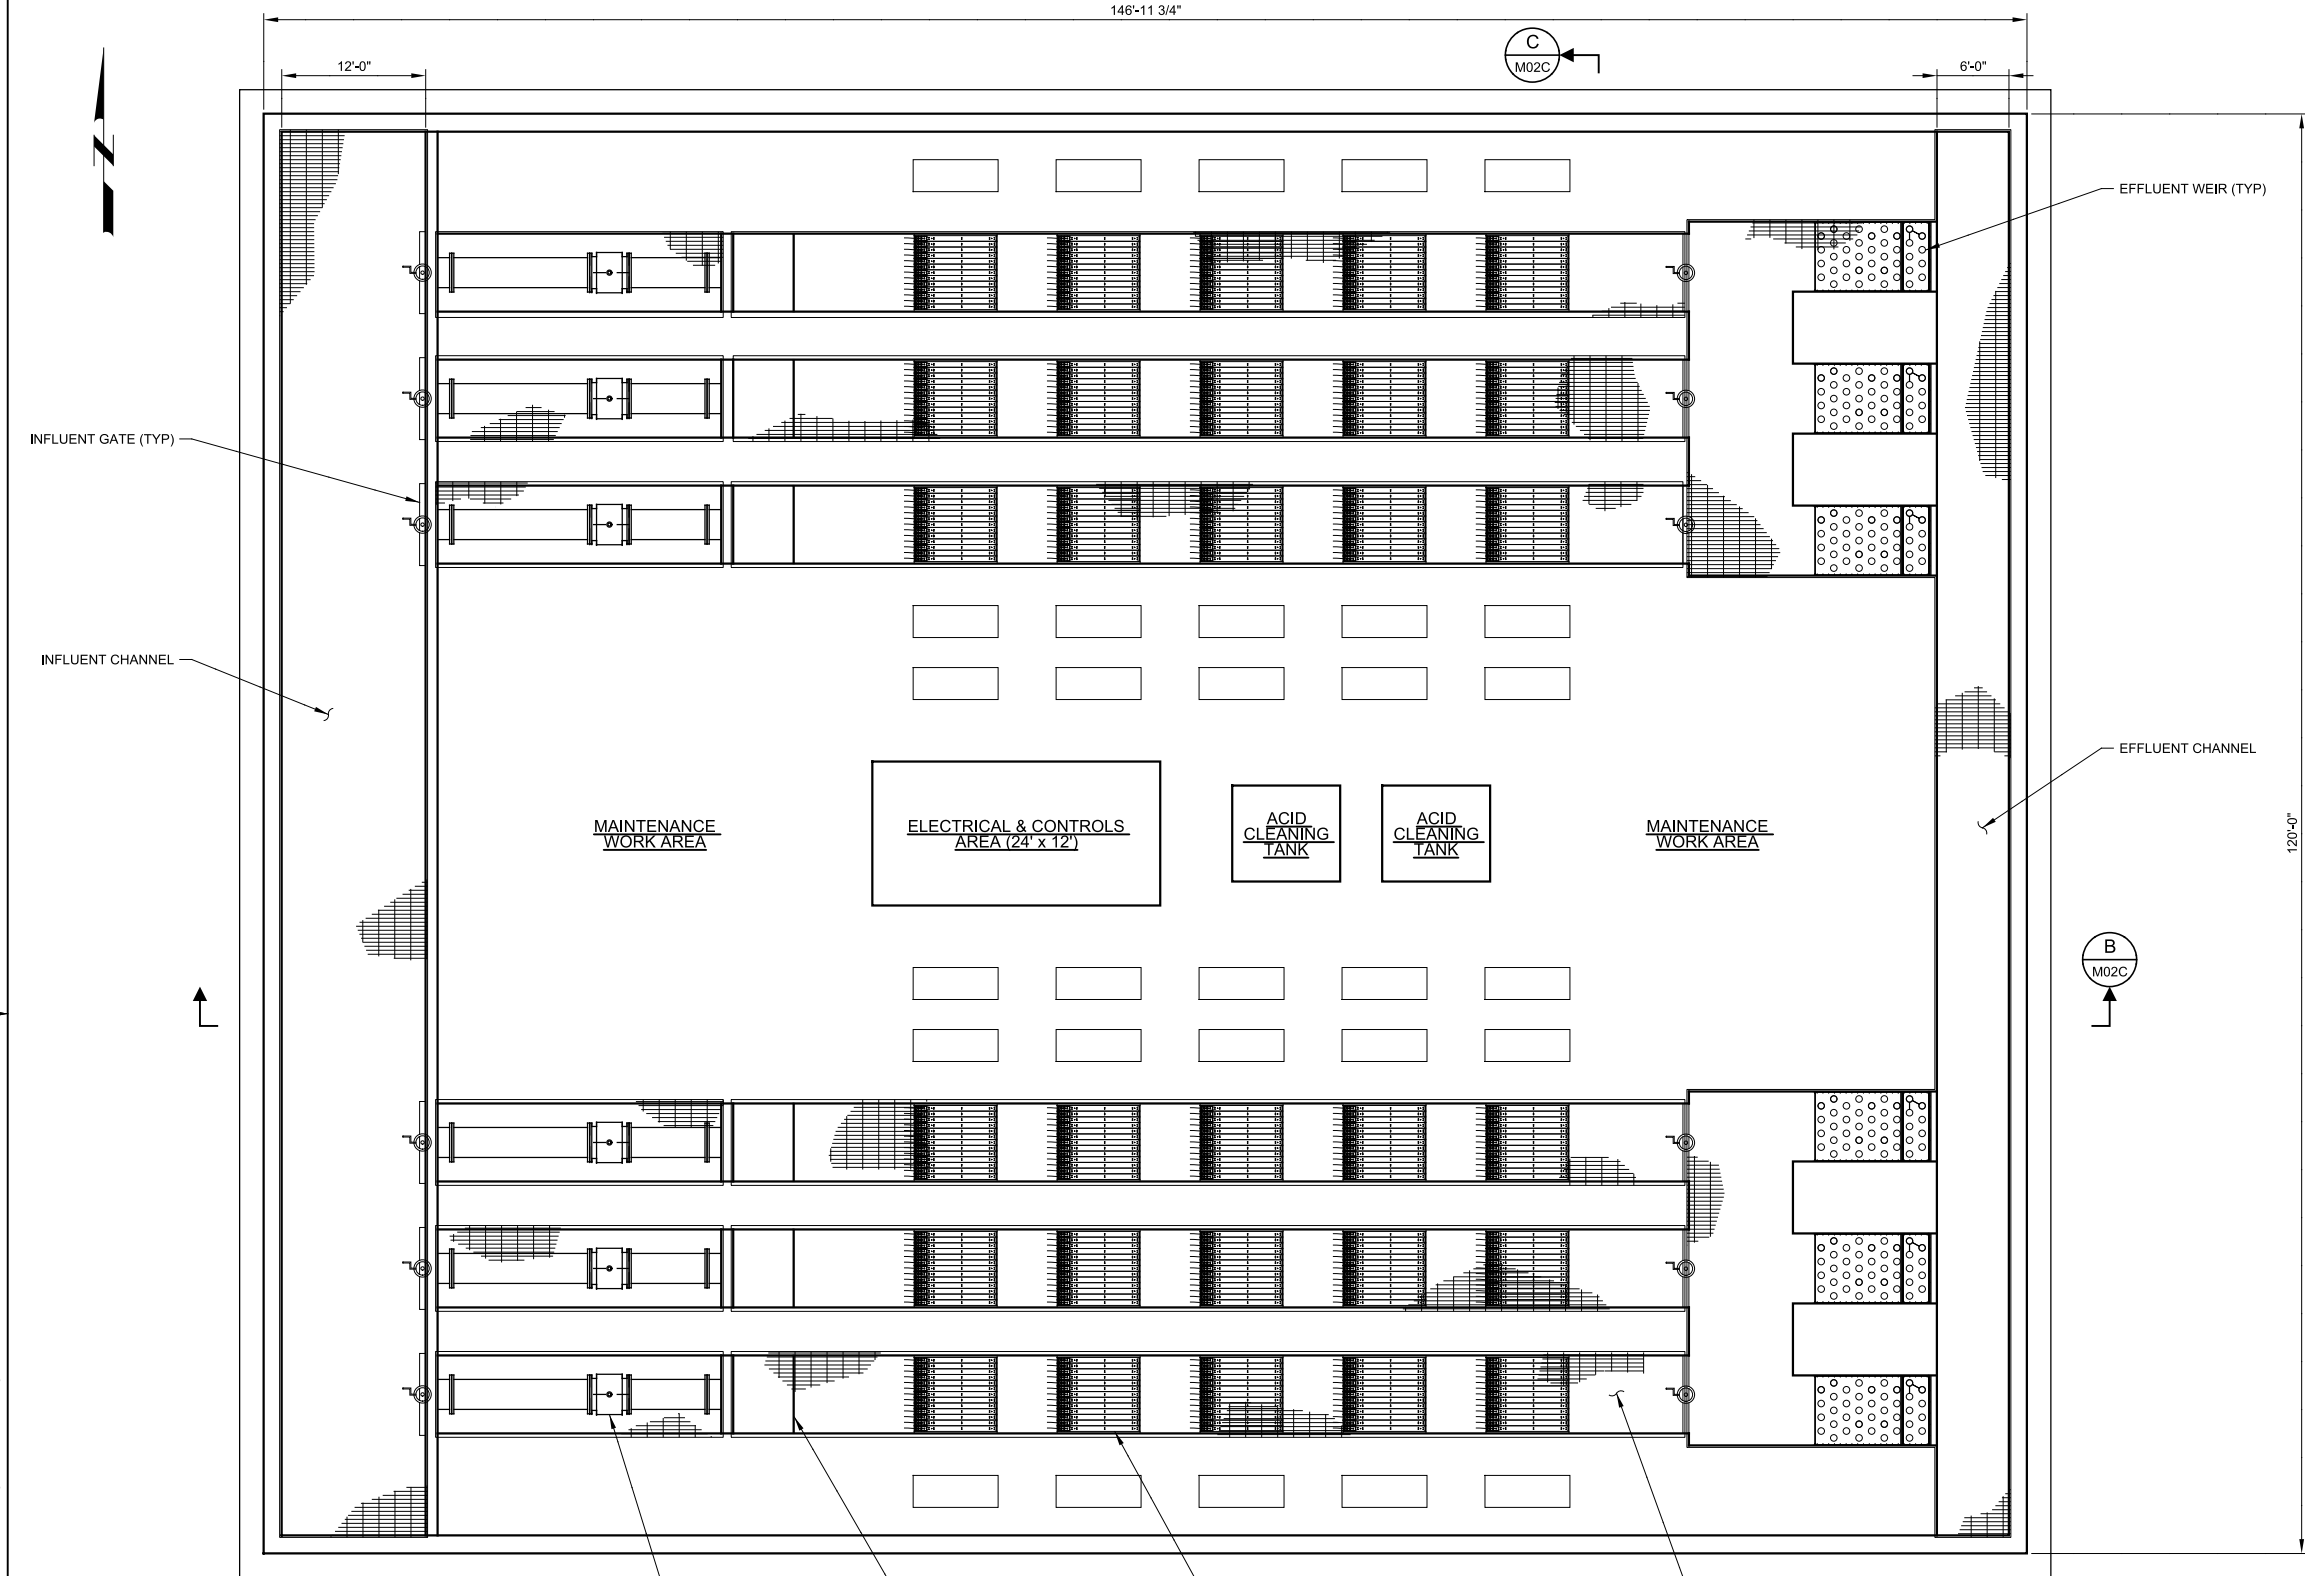 146'-11 3/4"
C
M02C
12'-0"
6'-0"
N
EFFLUENT WEIR (TYP)
INFLUENT GATE (TYP)
INFLUENT CHANNEL
EFFLUENT CHANNEL
MAINTENANCE
WORK AREA
ELECTRICAL & CONTROLS
AREA (24' x 12')
ACID
CLEANING
TANK
ACID
CLEANING
TANK
MAINTENANCE
WORK AREA
120'-0"
B
M02C